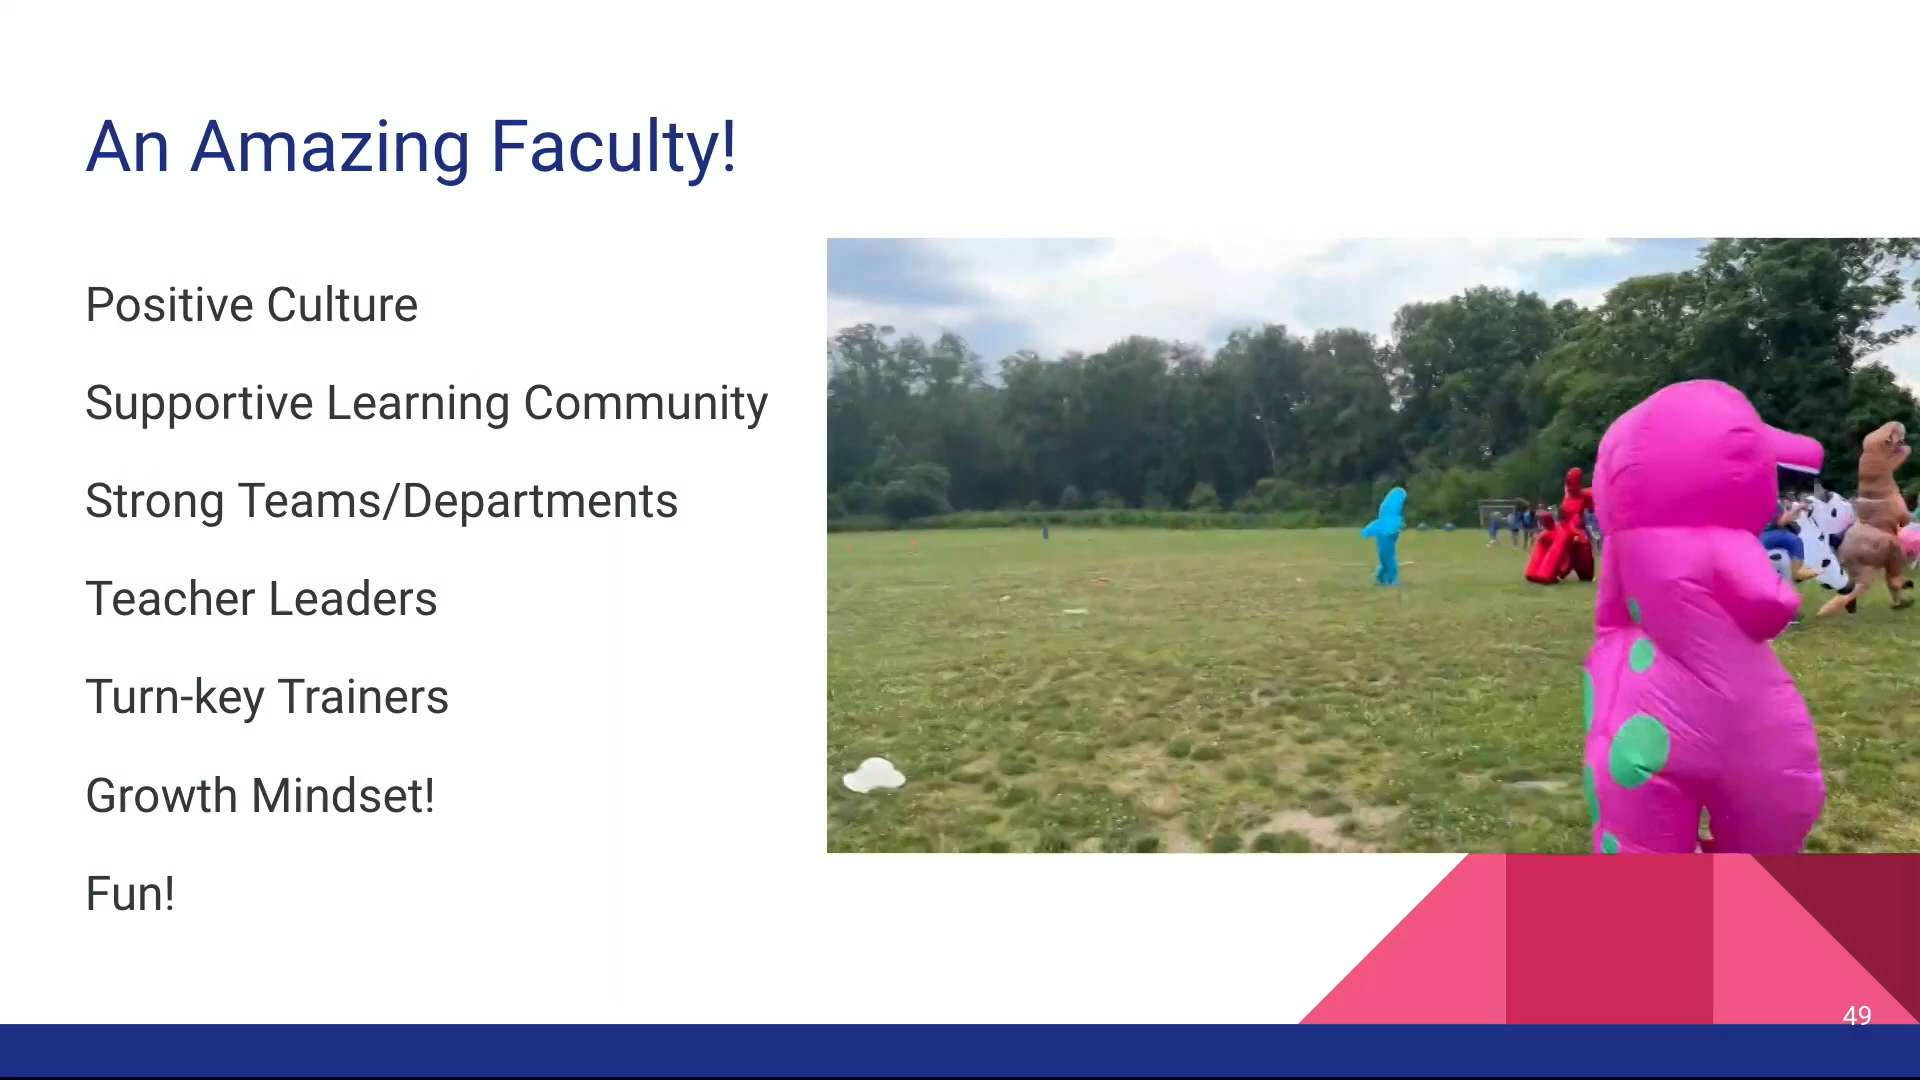 An Amazing Faculty!
Positive Culture
Supportive Learning Community
Strong Teams/Departments
Teacher Leaders
Turn-key Trainers
Growth Mindset!
Fun!
49